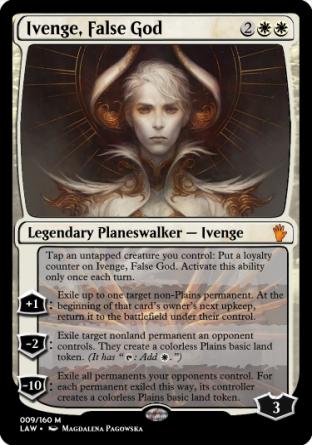 Ivenge, False God 2
Legendary Planeswalker — Ivenge
Tap an untapped creature you control: Put a loyalty
counter on Ivenge, False God. Activate this ability
only once each turn.
+1: Exile up to one target non-Plains permanent. At the
beginning of that card's owner's next upkeep,
return it to the battlefield under their control.
-2: Exile target nonland permanent an opponent
controls. They create a colorless Plains basic land
token. (It has “: Add .”)
-10: Exile all permanents your opponents control. For
each permanent exiled this way, its controller
creates a colorless Plains basic land token.
3
009/160 M
LAW • Magdalena Pagowska